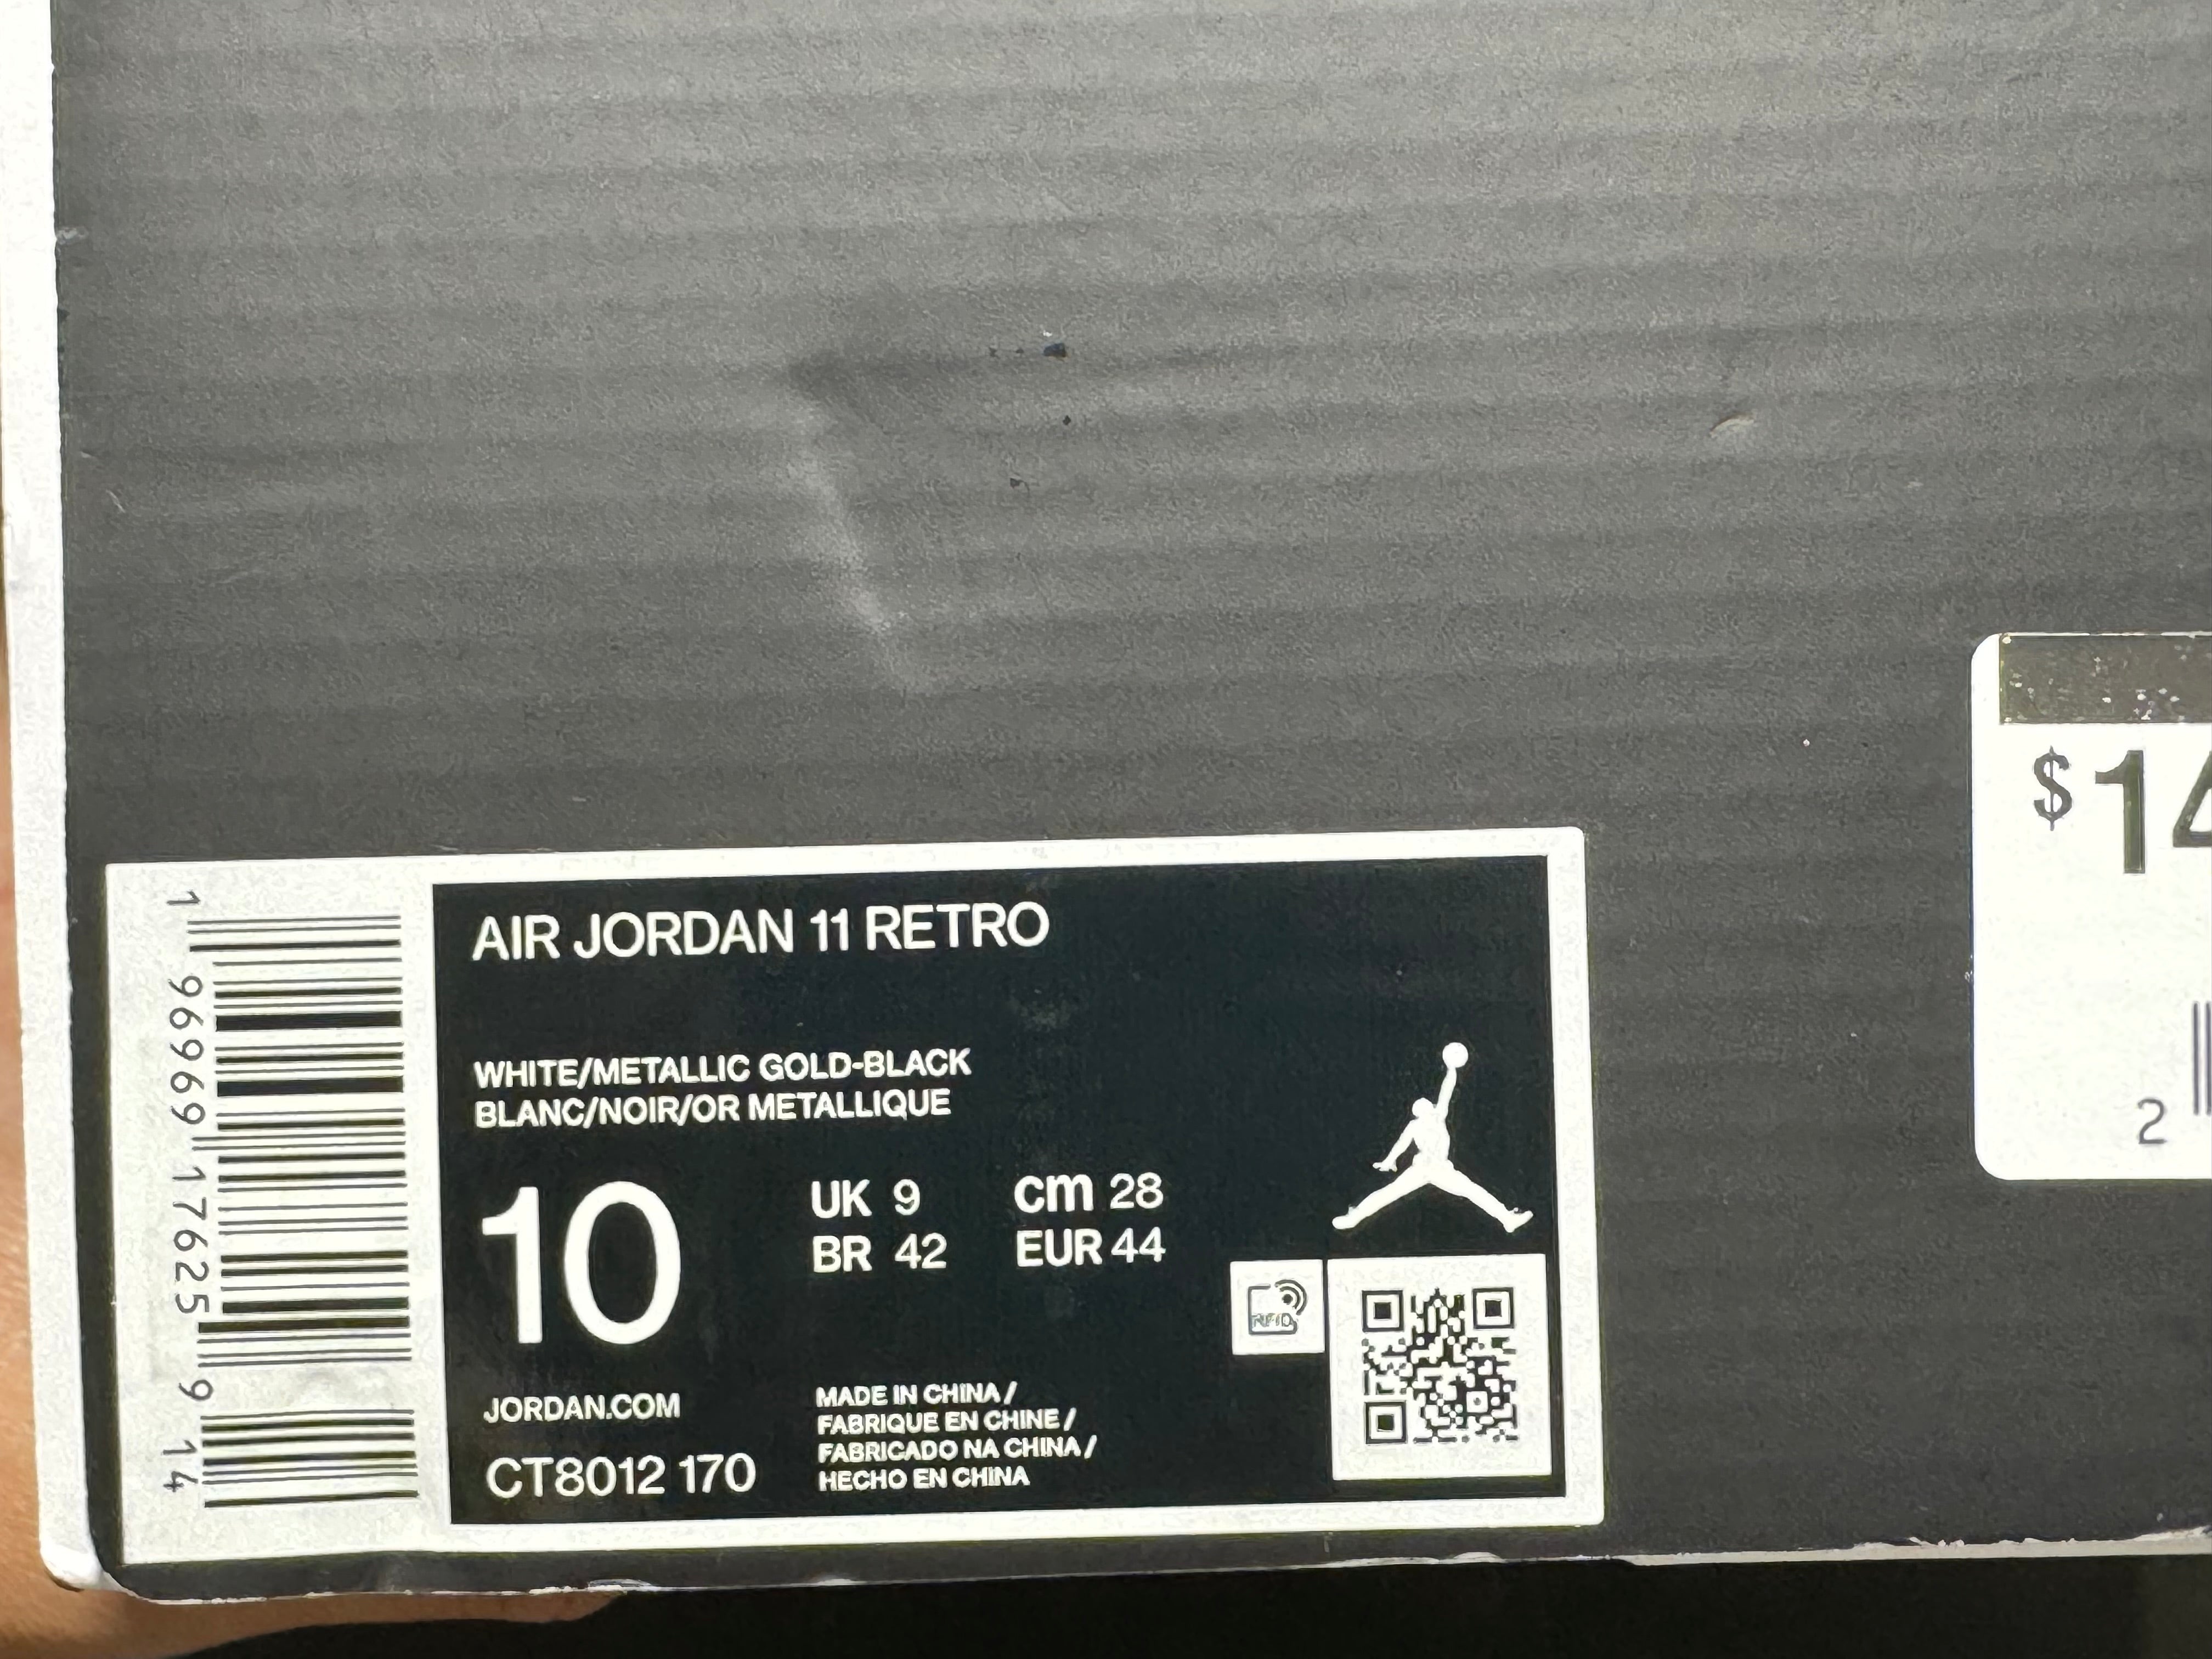 AIR JORDAN 11 RETRO
WHITE/METALLIC GOLD-BLACK
BLANC/NOIR/OR METALLIQUE
10
UK 9
cm 28
BR 42
EUR 44
RFID
JORDAN.COM
CT8012 170
MADE IN CHINA /
FABRIQUE EN CHINE /
FABRICADO NA CHINA /
HECHO EN CHINA
1 96969 17625 9 14
$14
2